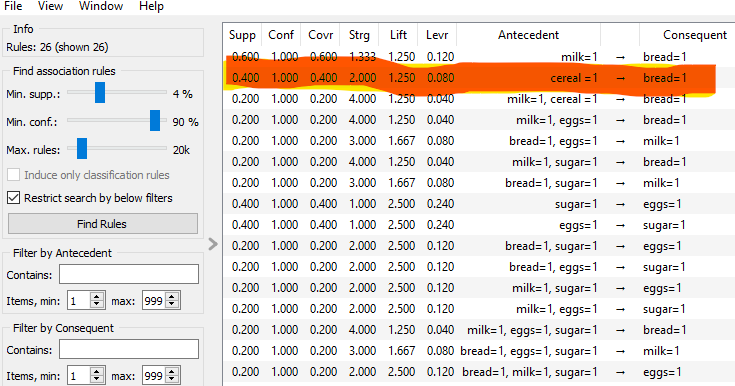 File View Window Help
Info
Rules: 26 (shown 26)
Find association rules
Min. supp.: 4 %
Min. conf.: 90 %
Max. rules: 20k
Induce only classification rules
Restrict search by below filters
Find Rules
Filter by Antecedent
Contains:
Items, min: 1 max: 999
Filter by Consequent
Contains:
Items, min: 1 max: 999
Supp Conf Covr Strg Lift Levr Antecedent Consequent
0.600 1.000 0.600 1.333 1.250 0.120 milk=1 → bread=1
0.400 1.000 0.400 2.000 1.250 0.080 cereal =1 → bread=1
0.200 1.000 0.200 4.000 1.250 0.040 milk=1, cereal =1 → bread=1
0.200 1.000 0.200 4.000 1.250 0.040 milk=1, eggs=1 → bread=1
0.200 1.000 0.200 3.000 1.667 0.080 bread=1, eggs=1 → milk=1
0.200 1.000 0.200 4.000 1.250 0.040 milk=1, sugar=1 → bread=1
0.200 1.000 0.200 3.000 1.667 0.080 bread=1, sugar=1 → milk=1
0.400 1.000 0.400 1.000 2.500 0.240 sugar=1 → eggs=1
0.400 1.000 0.400 1.000 2.500 0.240 eggs=1 → sugar=1
0.200 1.000 0.200 2.000 2.500 0.120 bread=1, sugar=1 → eggs=1
0.200 1.000 0.200 2.000 2.500 0.120 bread=1, eggs=1 → sugar=1
0.200 1.000 0.200 2.000 2.500 0.120 milk=1, sugar=1 → eggs=1
0.200 1.000 0.200 2.000 2.500 0.120 milk=1, eggs=1 → sugar=1
0.200 1.000 0.200 4.000 1.250 0.040 milk=1, eggs=1, sugar=1 → bread=1
0.200 1.000 0.200 3.000 1.667 0.080 bread=1, eggs=1, sugar=1 → milk=1
0.200 1.000 0.200 2.000 2.500 0.120 bread=1, milk=1, sugar=1 → eggs=1